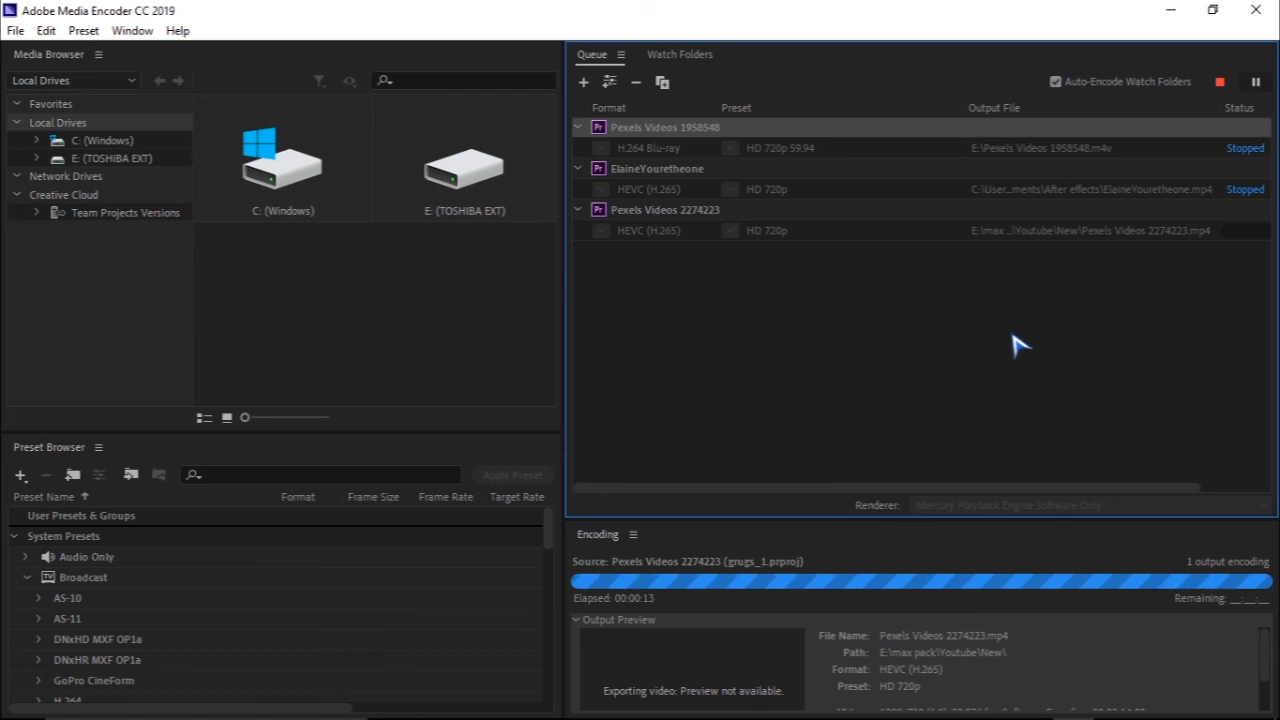 Adobe Media Encoder CC 2019
File Edit Preset Window Help
Media Browser
Local Drives
Favorites
Local Drives
C: (Windows)
E: (TOSHIBA EXT)
Network Drives
Creative Cloud
Team Projects Versions
C: (Windows)
E: (TOSHIBA EXT)
Queue Watch Folders
Auto-Encode Watch Folders
Format Preset Output File Status
Pr Pexels Videos 1958548
H.264 Blu-ray HD 720p 59.94 E:\Pexels Videos 1958548.m4v Stopped
Pr ElaineYouretheone
HEVC (H.265) HD 720p C:\User...ments\After effects\ElaineYouretheone.mp4 Stopped
Pr Pexels Videos 2274223
HEVC (H.265) HD 720p E:\max ...\Youtube\New\Pexels Videos 2274223.mp4
Renderer: Mercury Playback Engine Software Only
Preset Browser
Apply Preset
Preset Name Format Frame Size Frame Rate Target Rate
User Presets & Groups
System Presets
Audio Only
TV Broadcast
AS-10
AS-11
DNxHD MXF OP1a
DNxHR MXF OP1a
GoPro CineForm
H.264
Encoding
Source: Pexels Videos 2274223 (grugs_1.prproj) 1 output encoding
Elapsed: 00:00:13 Remaining: __:__:__
Output Preview
Exporting video: Preview not available.
File Name: Pexels Videos 2274223.mp4
Path: E:\max pack\Youtube\New\
Format: HEVC (H.265)
Preset: HD 720p